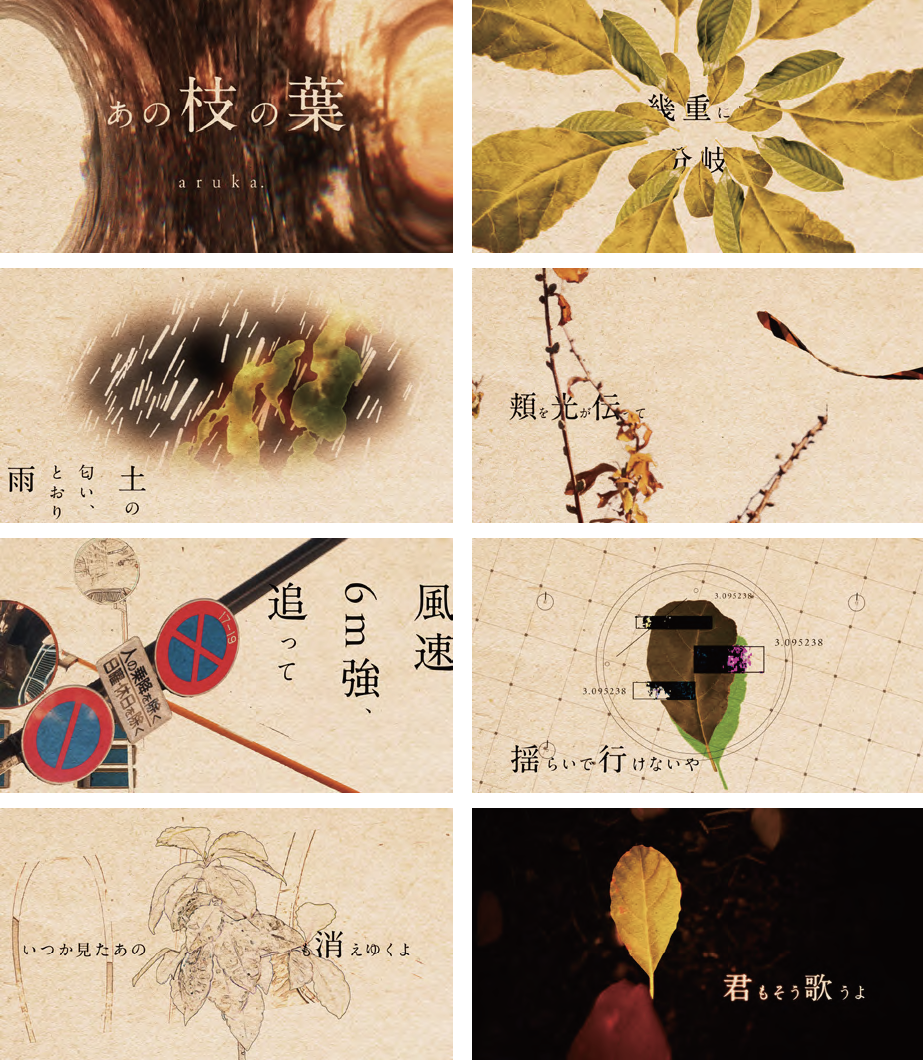 あの枝の葉
aruka.
幾重に
分岐
土の
匂い、
とおり
雨
頬を光が伝って
風速
6m強、
追って
17-19
人の乗降を除く
日曜・休日を除く
3.095238
3.095238
3.095238
揺らいで行けないや
いつか見たあの
も消えゆくよ
君もそう歌うよ